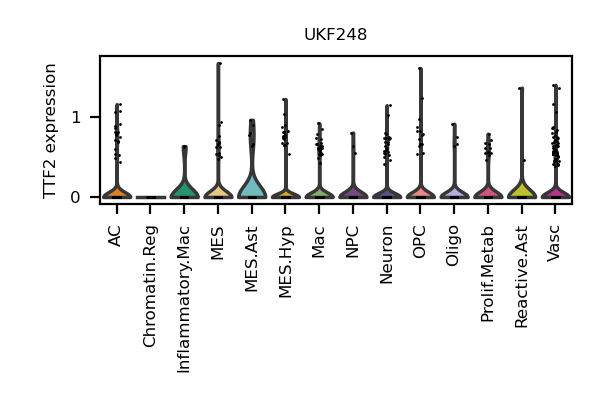 UKF248
TTF2 expression
1
0
AC
Chromatin.Reg
Inflammatory.Mac
MES
MES.Ast
MES.Hyp
Mac
NPC
Neuron
OPC
Oligo
Prolif.Metab
Reactive.Ast
Vasc